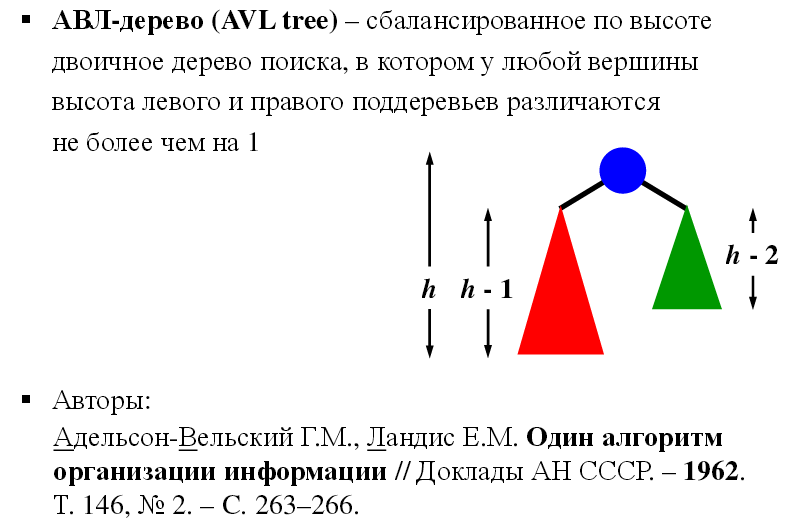 ▪ АВЛ-дерево (AVL tree) – сбалансированное по высоте
двоичное дерево поиска, в котором у любой вершины
высота левого и правого поддеревьев различаются
не более чем на 1
h - 2
h
h - 1
▪ Авторы:
Адельсон-Вельский Г.М., Ландис Е.М. Один алгоритм
организации информации // Доклады АН СССР. – 1962.
Т. 146, № 2. – С. 263–266.